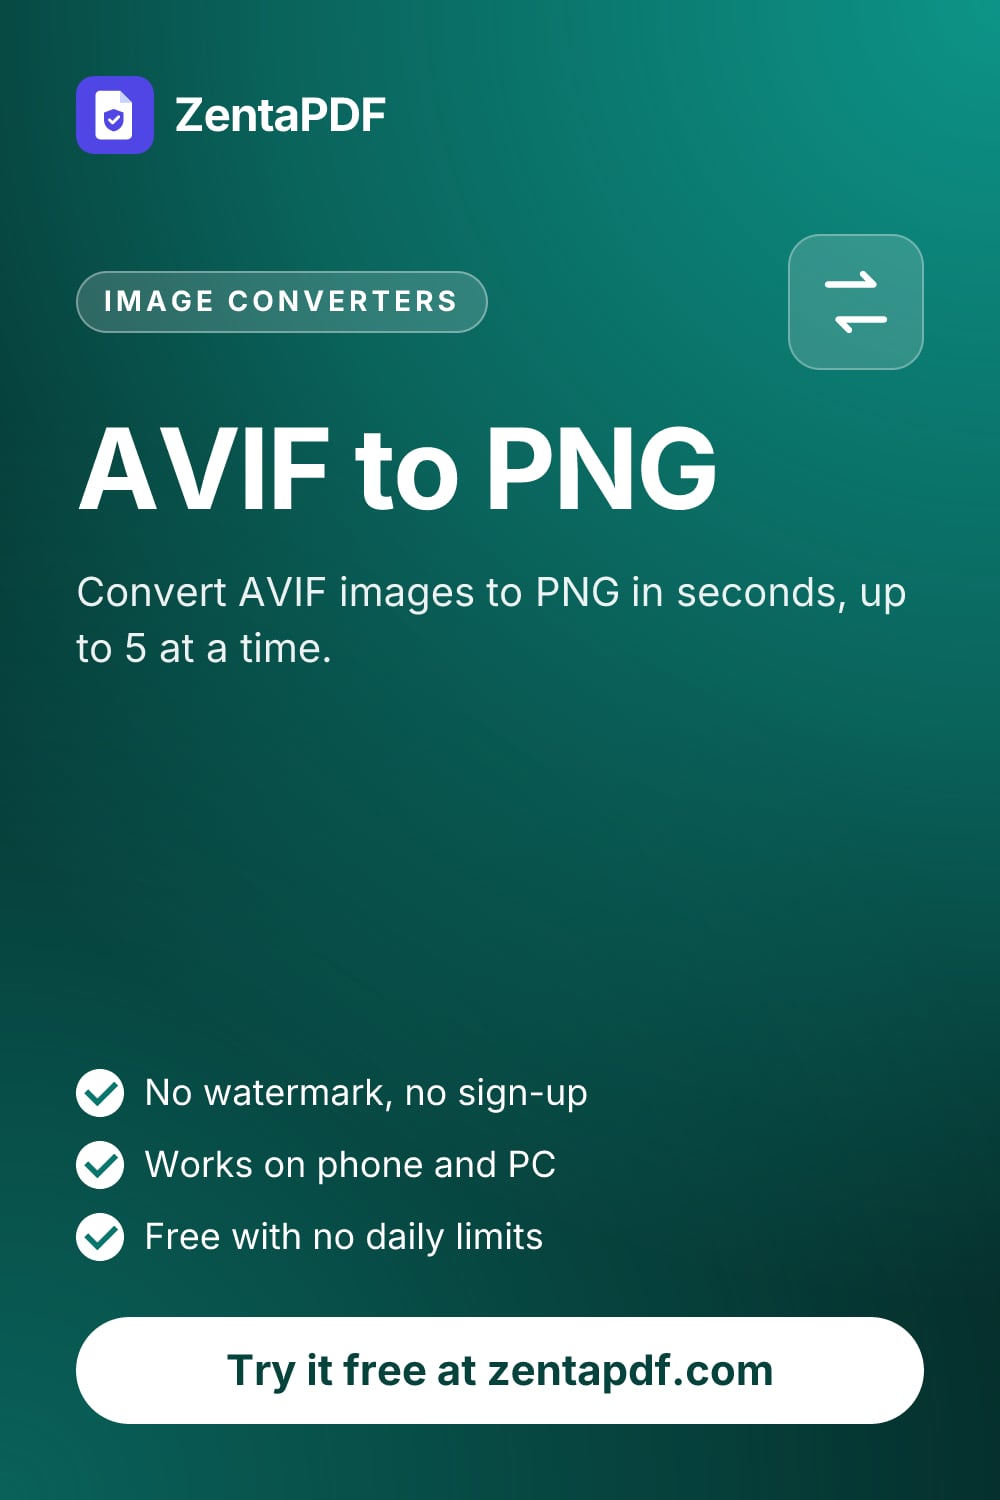 ZentaPDF
IMAGE CONVERTERS
AVIF to PNG
Convert AVIF images to PNG in seconds, up
to 5 at a time.
No watermark, no sign-up
Works on phone and PC
Free with no daily limits
Try it free at zentapdf.com